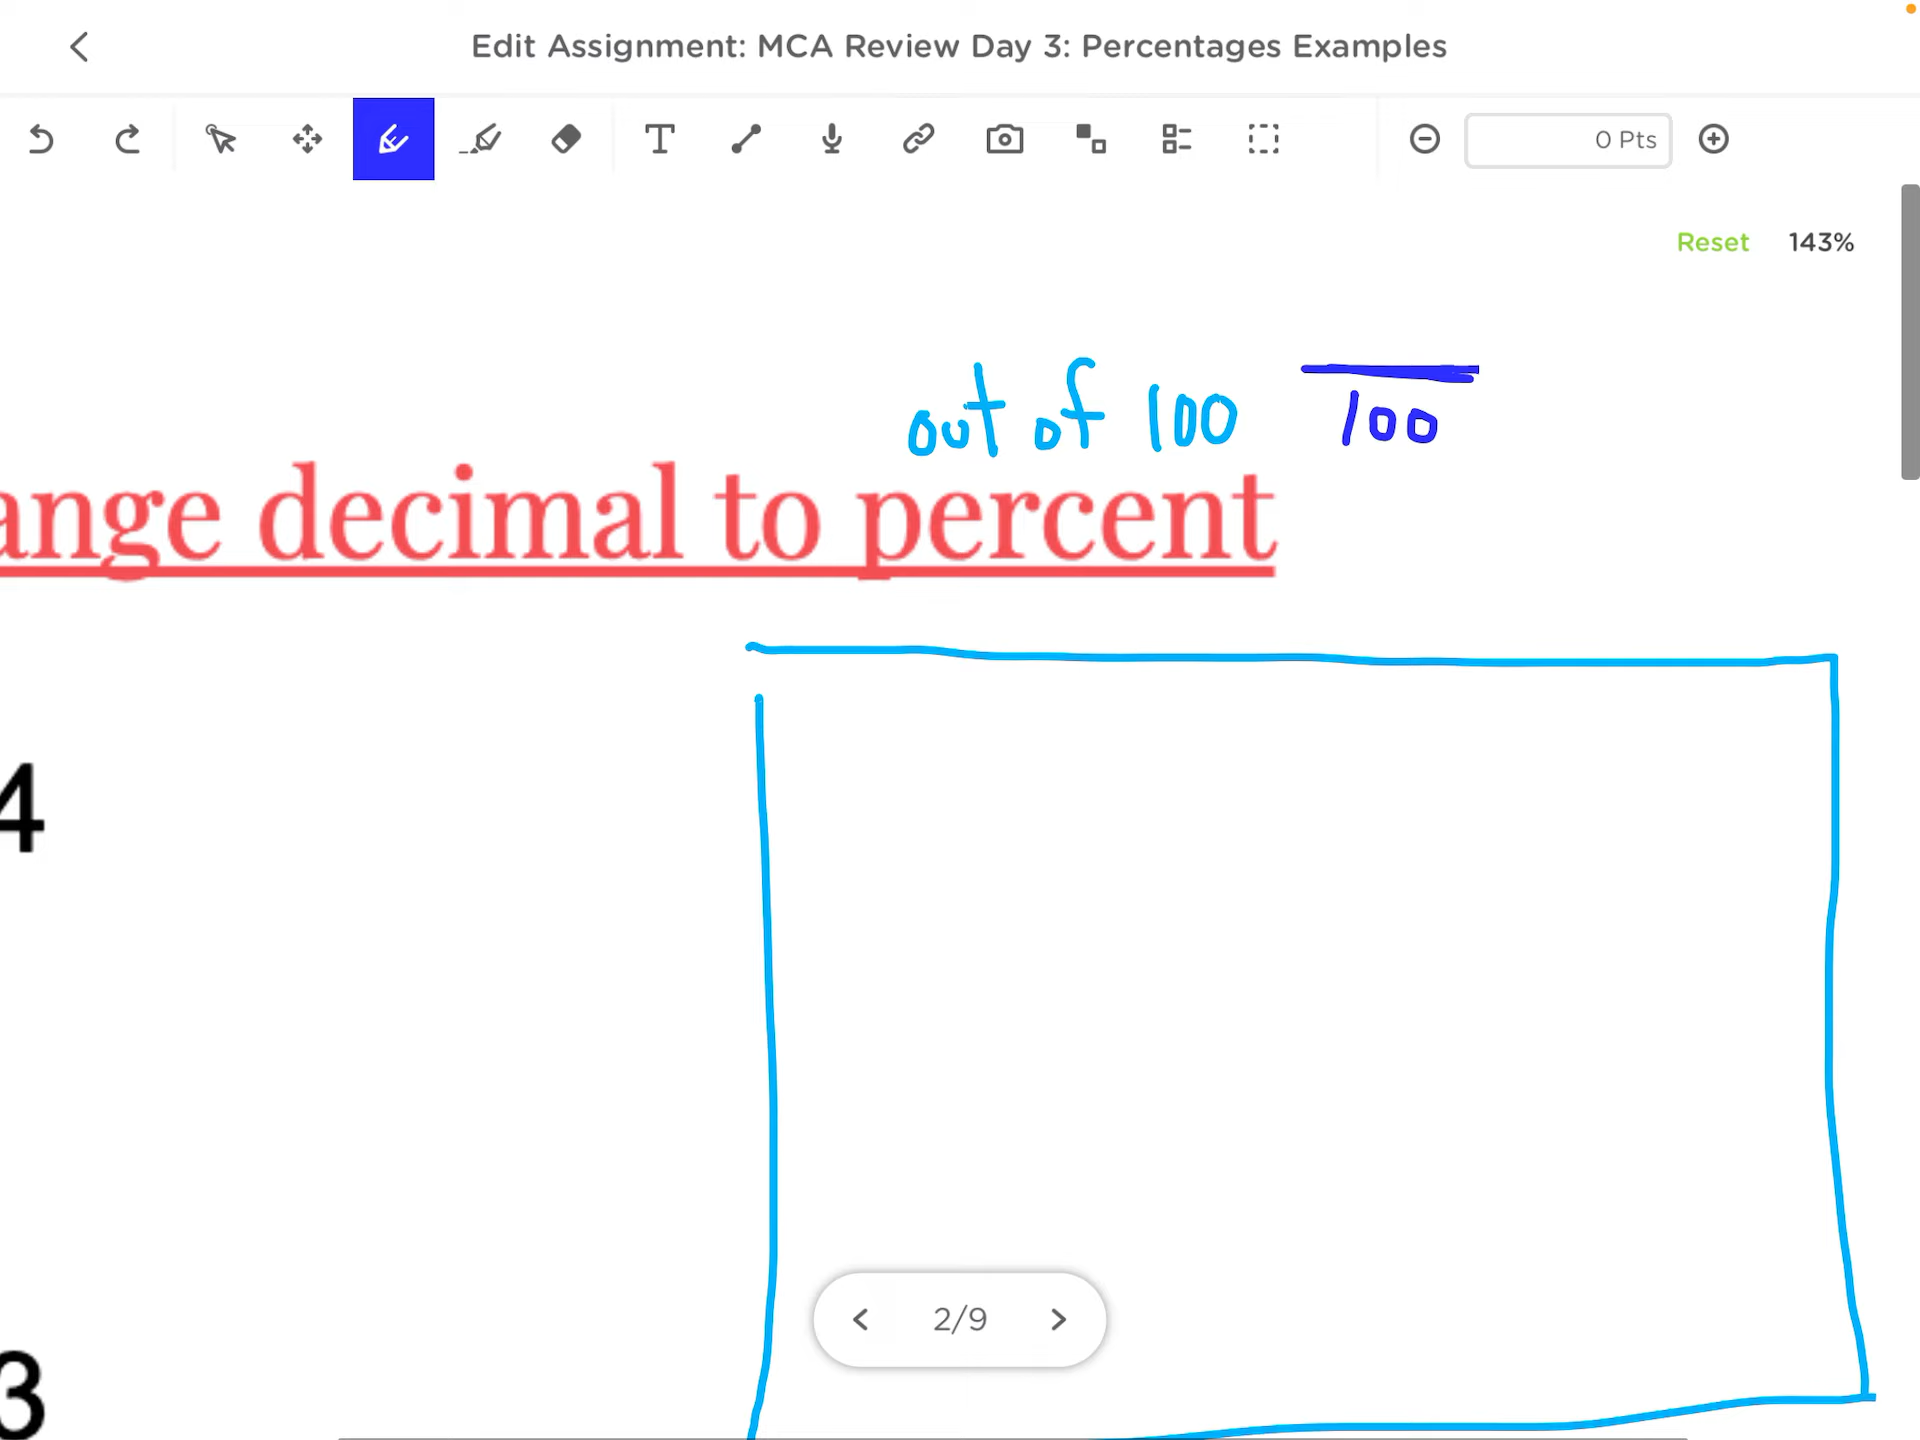 Edit Assignment: MCA Review Day 3: Percentages Examples
T
0 Pts
Reset 143%
out of 100
100
ange decimal to percent
4
2/9
3